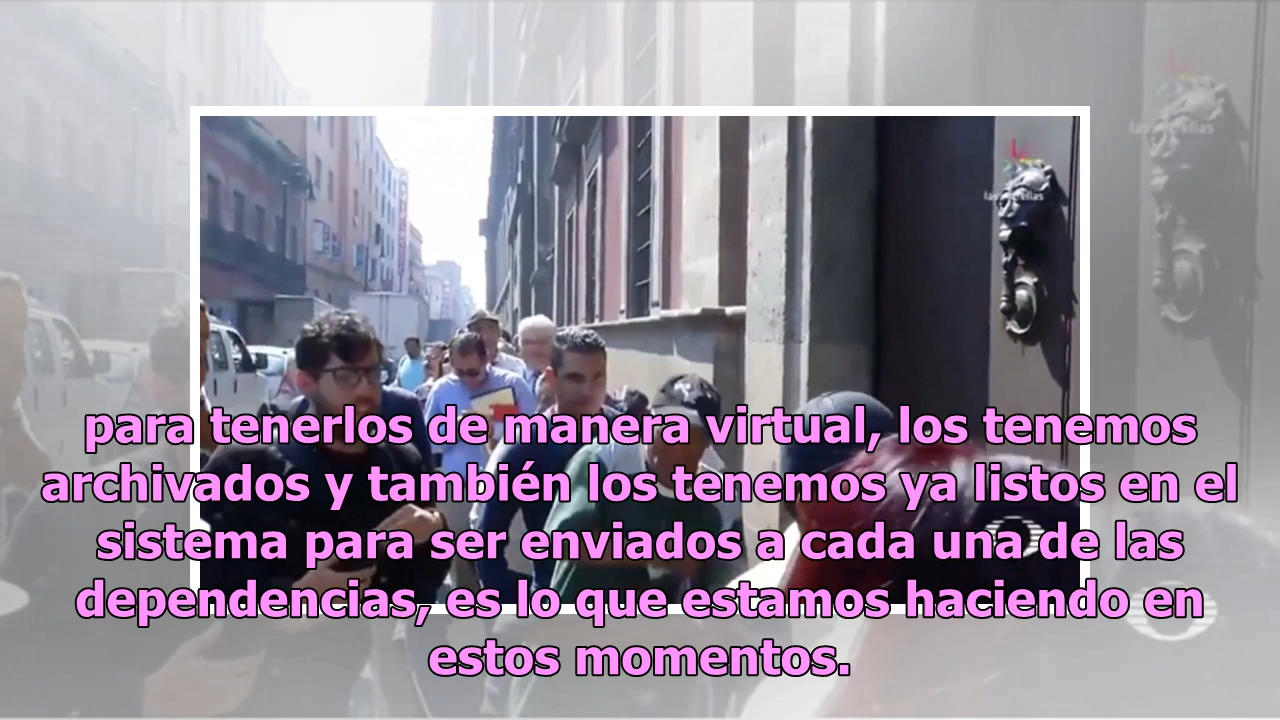 para tenerlos de manera virtual, los tenemos
archivados y también los tenemos ya listos en el
sistema para ser enviados a cada una de las
dependencias, es lo que estamos haciendo en
estos momentos.